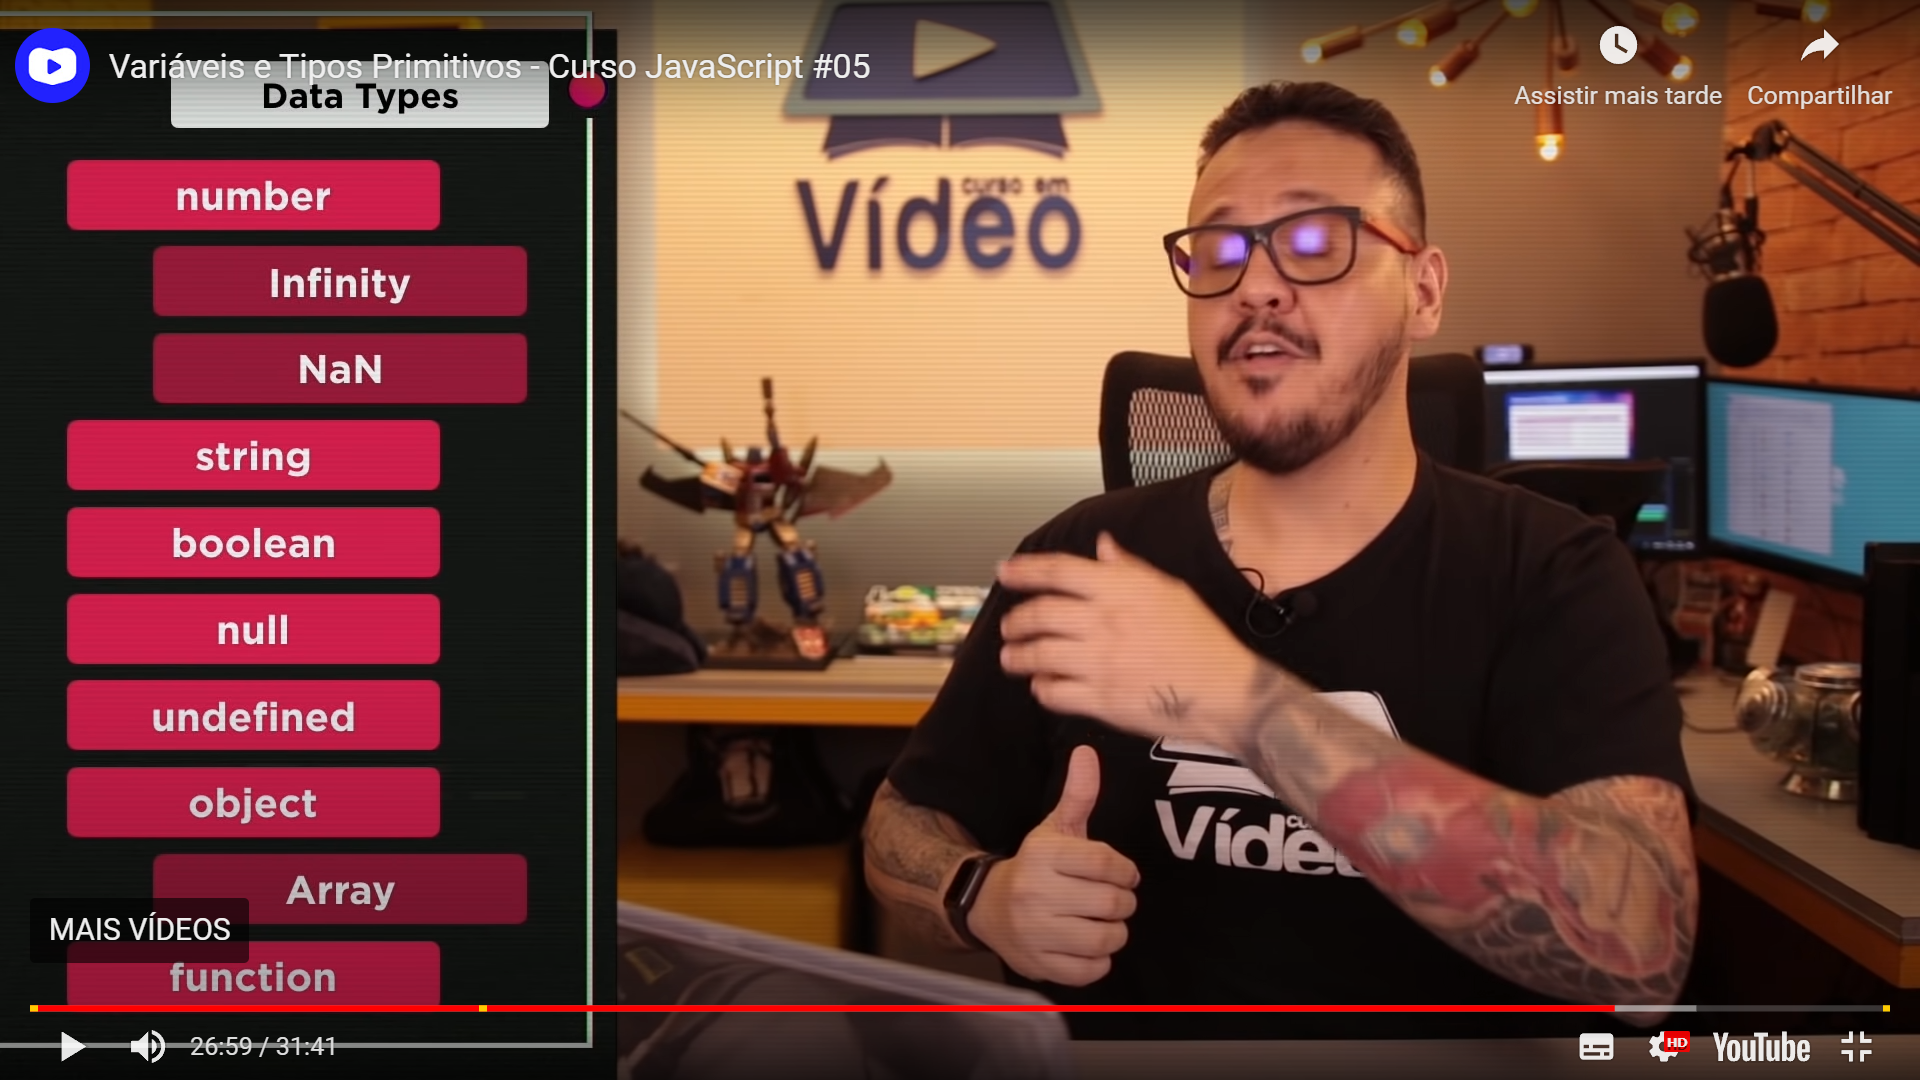 Variáveis e Tipos Primitivos - Curso JavaScript #05
Assistir mais tarde
Compartilhar
Data Types
number
Infinity
NaN
string
boolean
null
undefined
object
Array
function
curso em
Vídeo
cu
Víde
MAIS VÍDEOS
26:59 / 31:41
HD
YouTube